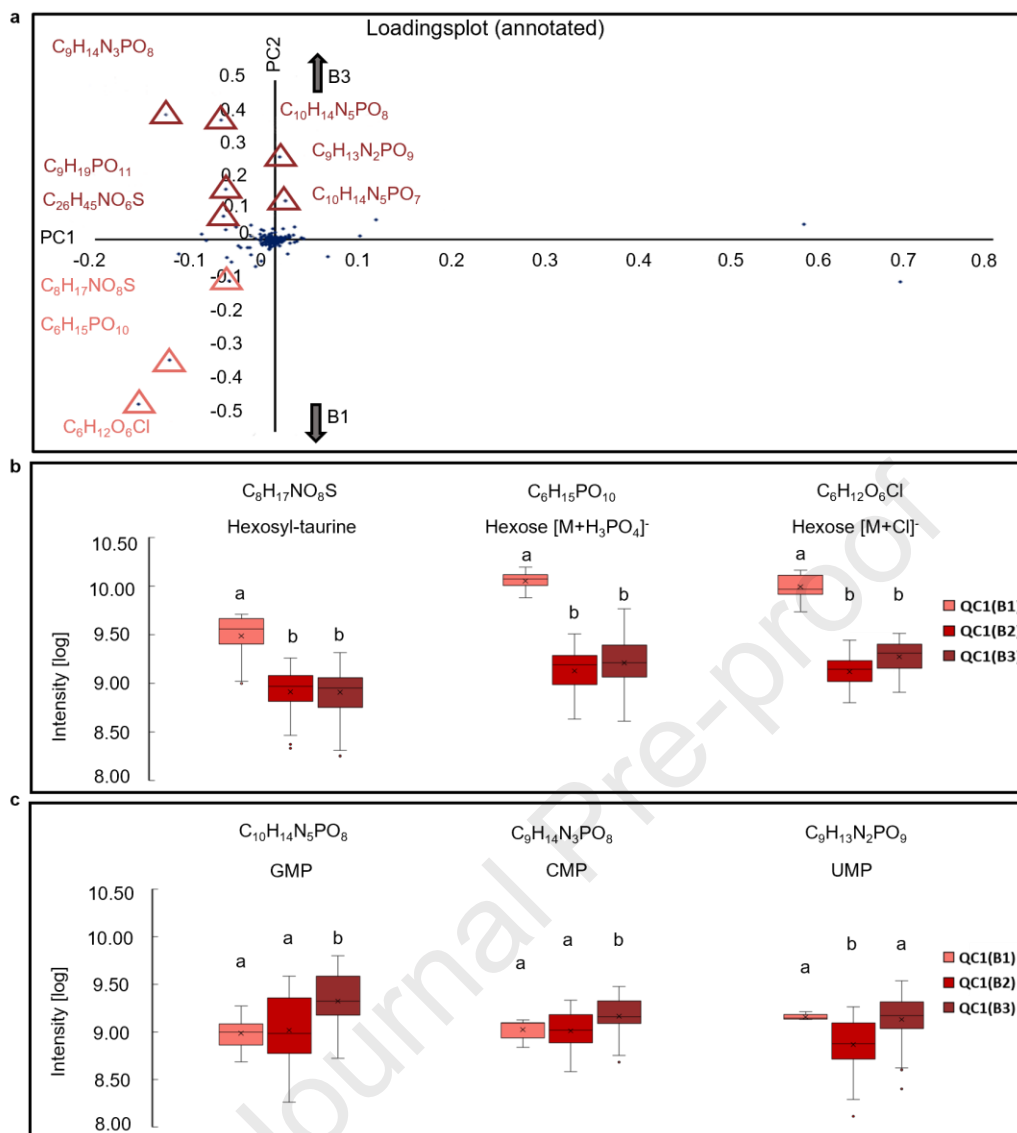 a
Loadingsplot (annotated)
C₉H₁₄N₃PO₈
PC2
B3
0.5
0.4
C₁₀H₁₄N₅PO₈
0.3
C₉H₁₃N₂PO₉
C₉H₁₉PO₁₁
0.2
C₂₆H₄₅NO₆S
0.1
C₁₀H₁₄N₅PO₇
0
PC1
-0.2 -0.1 0.0 0.1 0.2 0.3 0.4 0.5 0.6 0.7 0.8
-0.1
C₈H₁₇NO₈S
-0.2
C₆H₁₅PO₁₀
-0.3
-0.4
-0.5
B1
C₆H₁₂O₆Cl
b
C₈H₁₇NO₈S C₆H₁₅PO₁₀ C₆H₁₂O₆Cl
Hexosyl-taurine Hexose [M+H₃PO₄]⁻ Hexose [M+Cl]⁻
10.50
10.00
9.50
9.00
8.50
8.00
Intensity [log]
a b b a b b a b b
QC1(B1)
QC1(B2)
QC1(B3)
c
C₁₀H₁₄N₅PO₈ C₉H₁₄N₃PO₈ C₉H₁₃N₂PO₉
GMP CMP UMP
10.50
10.00
9.50
9.00
8.50
8.00
Intensity [log]
a a b a a b a b a
QC1(B1)
QC1(B2)
QC1(B3)
Journal Pre-proof